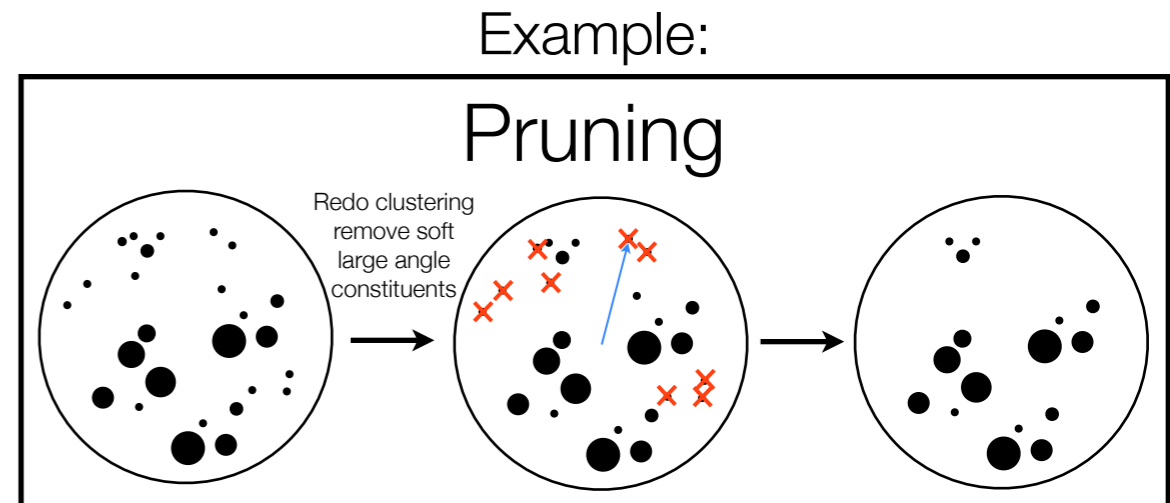 Example:
Pruning
Redo clustering
remove soft
large angle
constituents